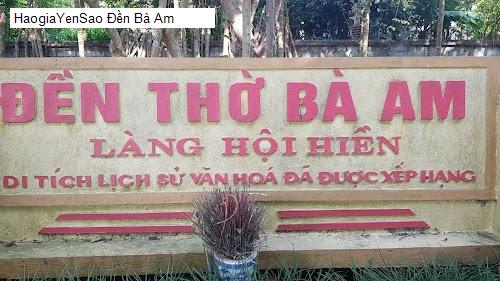 HaogiaYenSao Đền Bà Am
ĐỀN THỜ BÀ AM
LÀNG HỘI HIỀN
DI TÍCH LỊCH SỬ VĂN HOÁ ĐÃ ĐƯỢC XẾP HẠNG